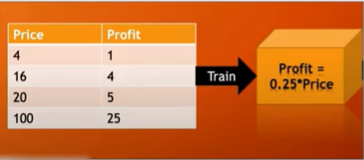 Price Profit
4 1
16 4
20 5
100 25
Train
Profit =
0.25*Price